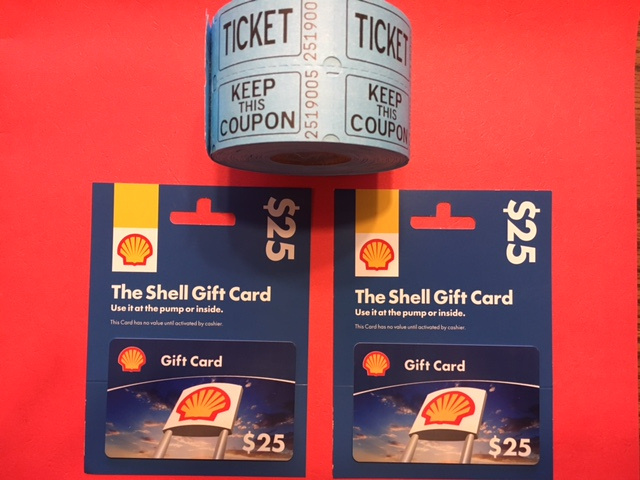 TICKET
TICKET
KEEP
THIS
COUPON
2519005
25190
KEEP
THIS
COUPON
$25
The Shell Gift Card
Use it at the pump or inside.
This Card has no value until activated by cashier.
Gift Card
$25
$25
The Shell Gift Card
Use it at the pump or inside.
This Card has no value until activated by cashier.
Gift Card
$25